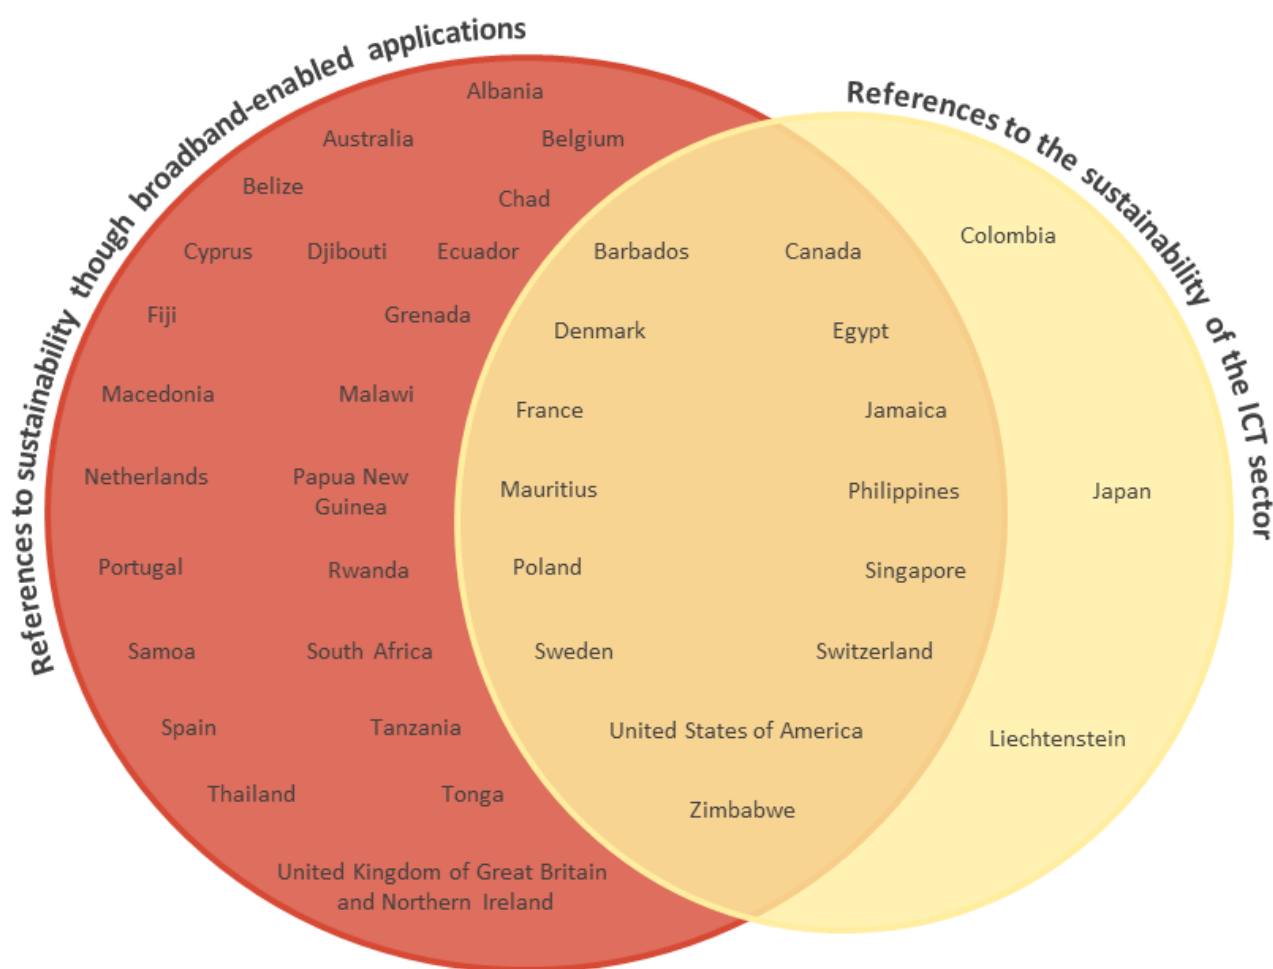 References to sustainability though broadband-enabled applications
References to the sustainability of the ICT sector
Albania
Australia
Belgium
Belize
Chad
Cyprus
Djibouti
Ecuador
Fiji
Grenada
Macedonia
Malawi
Netherlands
Papua New
Guinea
Portugal
Rwanda
Samoa
South Africa
Spain
Tanzania
Thailand
Tonga
United Kingdom of Great Britain
and Northern Ireland
Barbados
Canada
Denmark
Egypt
France
Jamaica
Mauritius
Philippines
Poland
Singapore
Sweden
Switzerland
United States of America
Zimbabwe
Colombia
Japan
Liechtenstein